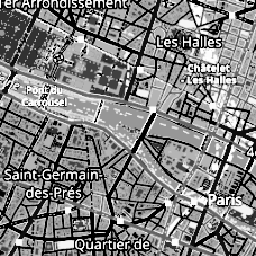 1er Arrondissement
Les Halles
Châtelet
Les Halles
Pont du
Carrousel
Saint-Germain-
des-Prés
Paris
Quartier de